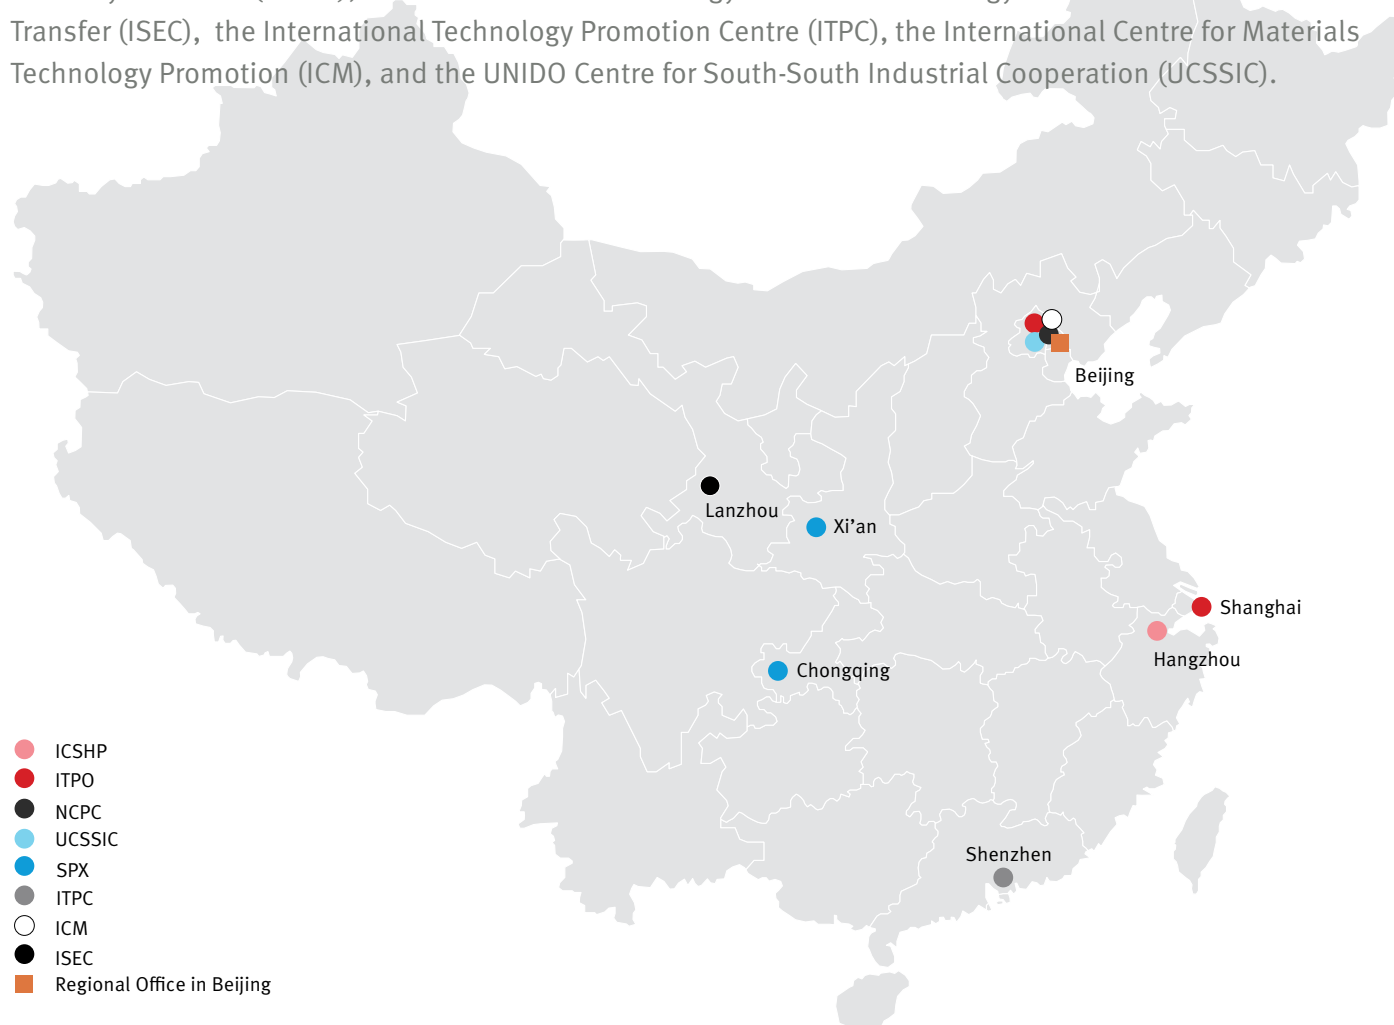 Transfer (ISEC), the International Technology Promotion Centre (ITPC), the International Centre for Materials
Technology Promotion (ICM), and the UNIDO Centre for South-South Industrial Cooperation (UCSSIC).
Beijing
Lanzhou
Xi’an
Shanghai
Hangzhou
Chongqing
Shenzhen
ICSHP
ITPO
NCPC
UCSSIC
SPX
ITPC
ICM
ISEC
Regional Office in Beijing